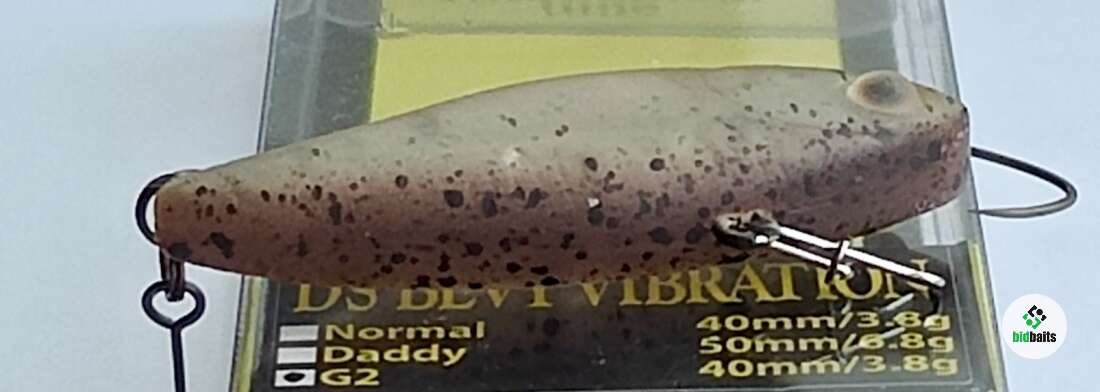 DS BEVY VIBRATION
Normal 40mm/3.8g
Daddy 50mm/6.8g
G2 40mm/3.8g
bidbaits